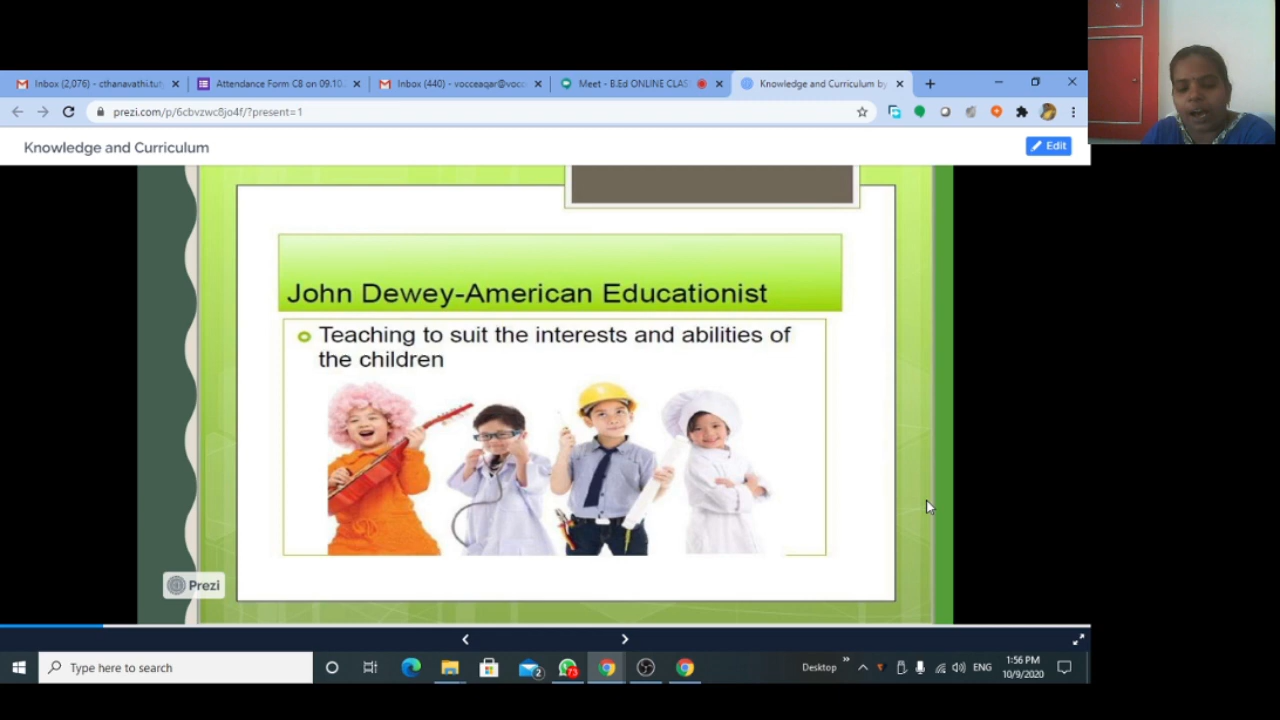 Inbox (2,076) - cthanavathi.tut
Attendance Form C8 on 09.10.
Inbox (440) - vocceaqar@vocc
Meet - B.Ed ONLINE CLAS
Knowledge and Curriculum by
prezi.com/p/6cbvzwc8jo4f/?present=1
Knowledge and Curriculum
Edit
John Dewey-American Educationist
Teaching to suit the interests and abilities of
the children
Prezi
Type here to search
2
73
Desktop
ENG
1:56 PM
10/9/2020